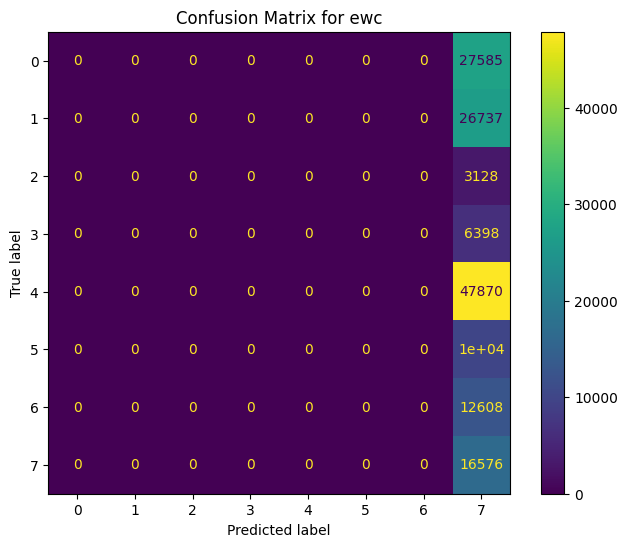 Confusion Matrix for ewc
True label
0 0 0 0 0 0 0 0 27585
1 0 0 0 0 0 0 0 26737
2 0 0 0 0 0 0 0 3128
3 0 0 0 0 0 0 0 6398
4 0 0 0 0 0 0 0 47870
5 0 0 0 0 0 0 0 1e+04
6 0 0 0 0 0 0 0 12608
7 0 0 0 0 0 0 0 16576
0 1 2 3 4 5 6 7
Predicted label
40000
30000
20000
10000
0